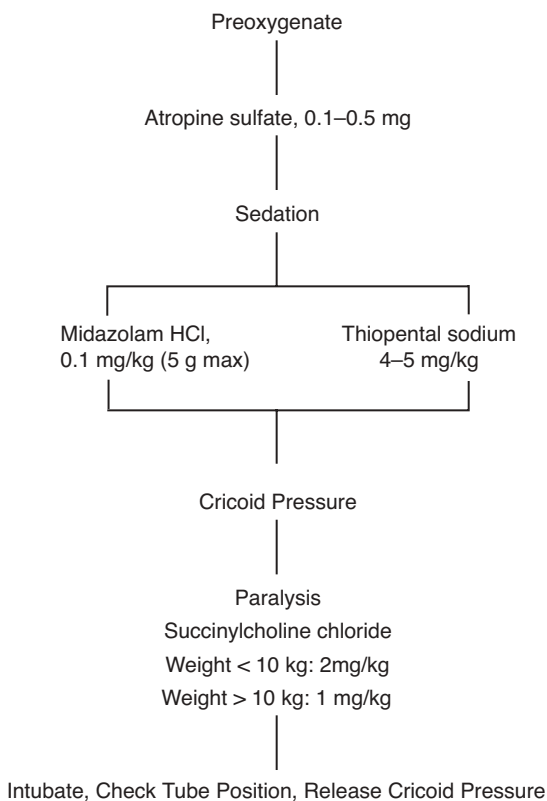 Preoxygenate
Atropine sulfate, 0.1–0.5 mg
Sedation
Midazolam HCl,
0.1 mg/kg (5 g max)
Thiopental sodium
4–5 mg/kg
Cricoid Pressure
Paralysis
Succinylcholine chloride
Weight < 10 kg: 2mg/kg
Weight > 10 kg: 1 mg/kg
Intubate, Check Tube Position, Release Cricoid Pressure